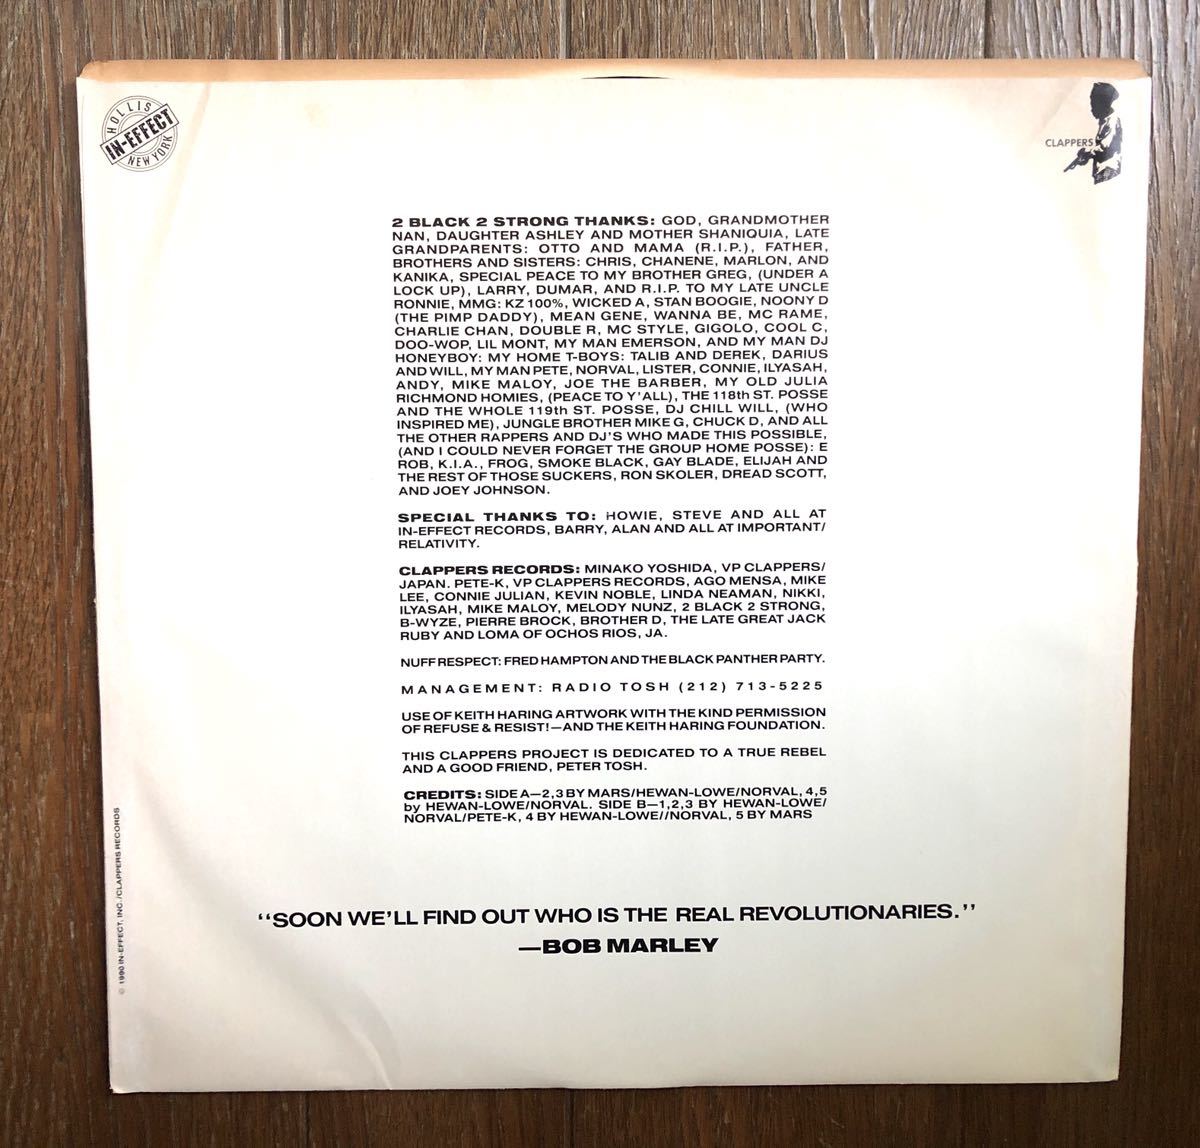 HOLLIS
IN-EFFECT
NEW YORK
CLAPPERS
2 BLACK 2 STRONG THANKS: GOD, GRANDMOTHER
NAN, DAUGHTER ASHLEY AND MOTHER SHANIQUIA, LATE
GRANDPARENTS: OTTO AND MAMA (R.I.P.), FATHER,
BROTHERS AND SISTERS: CHRIS, CHANENE, MARLON, AND
KANIKA, SPECIAL PEACE TO MY BROTHER GREG, (UNDER A
LOCK UP), LARRY, DUMAR, AND R.I.P. TO MY LATE UNCLE
RONNIE, MMG: KZ 100%, WICKED A, STAN BOOGIE, NOONY D
(THE PIMP DADDY), MEAN GENE, WANNA BE, MC RAME,
CHARLIE CHAN, DOUBLE R, MC STYLE, GIGOLO, COOL C,
DOO-WOP, LIL MONT, MY MAN EMERSON, AND MY MAN DJ
HONEYBOY: MY HOME T-BOYS: TALIB AND DEREK, DARIUS
AND WILL, MY MAN PETE, NORVAL, LISTER, CONNIE, ILYASAH,
ANDY, MIKE MALOY, JOE THE BARBER, MY OLD JULIA
RICHMOND HOMIES, (PEACE TO Y'ALL), THE 118th ST. POSSE
AND THE WHOLE 119th ST. POSSE, DJ CHILL WILL, (WHO
INSPIRED ME), JUNGLE BROTHER MIKE G, CHUCK D, AND ALL
THE OTHER RAPPERS AND DJ'S WHO MADE THIS POSSIBLE,
(AND I COULD NEVER FORGET THE GROUP HOME POSSE): E
ROB, K.I.A., FROG, SMOKE BLACK, GAY BLADE, ELIJAH AND
THE REST OF THOSE SUCKERS, RON SKOLER, DREAD SCOTT,
AND JOEY JOHNSON.
SPECIAL THANKS TO: HOWIE, STEVE AND ALL AT
IN-EFFECT RECORDS, BARRY, ALAN AND ALL AT IMPORTANT/
RELATIVITY.
CLAPPERS RECORDS: MINAKO YOSHIDA, VP CLAPPERS/
JAPAN. PETE-K, VP CLAPPERS RECORDS, AGO MENSA, MIKE
LEE, CONNIE JULIAN, KEVIN NOBLE, LINDA NEAMAN, NIKKI,
ILYASAH, MIKE MALOY, MELODY NUNZ, 2 BLACK 2 STRONG,
B-WYZE, PIERRE BROCK, BROTHER D, THE LATE GREAT JACK
RUBY AND LOMA OF OCHOS RIOS, JA.
NUFF RESPECT: FRED HAMPTON AND THE BLACK PANTHER PARTY.
MANAGEMENT: RADIO TOSH (212) 713-5225
USE OF KEITH HARING ARTWORK WITH THE KIND PERMISSION
OF REFUSE & RESIST!—AND THE KEITH HARING FOUNDATION.
THIS CLAPPERS PROJECT IS DEDICATED TO A TRUE REBEL
AND A GOOD FRIEND, PETER TOSH.
CREDITS: SIDE A—2,3 BY MARS/HEWAN-LOWE/NORVAL, 4,5
by HEWAN-LOWE/NORVAL. SIDE B—1,2,3 BY HEWAN-LOWE/
NORVAL/PETE-K, 4 BY HEWAN-LOWE//NORVAL, 5 BY MARS
© 1990 IN-EFFECT, INC./CLAPPERS RECORDS
"SOON WE'LL FIND OUT WHO IS THE REAL REVOLUTIONARIES."
—BOB MARLEY